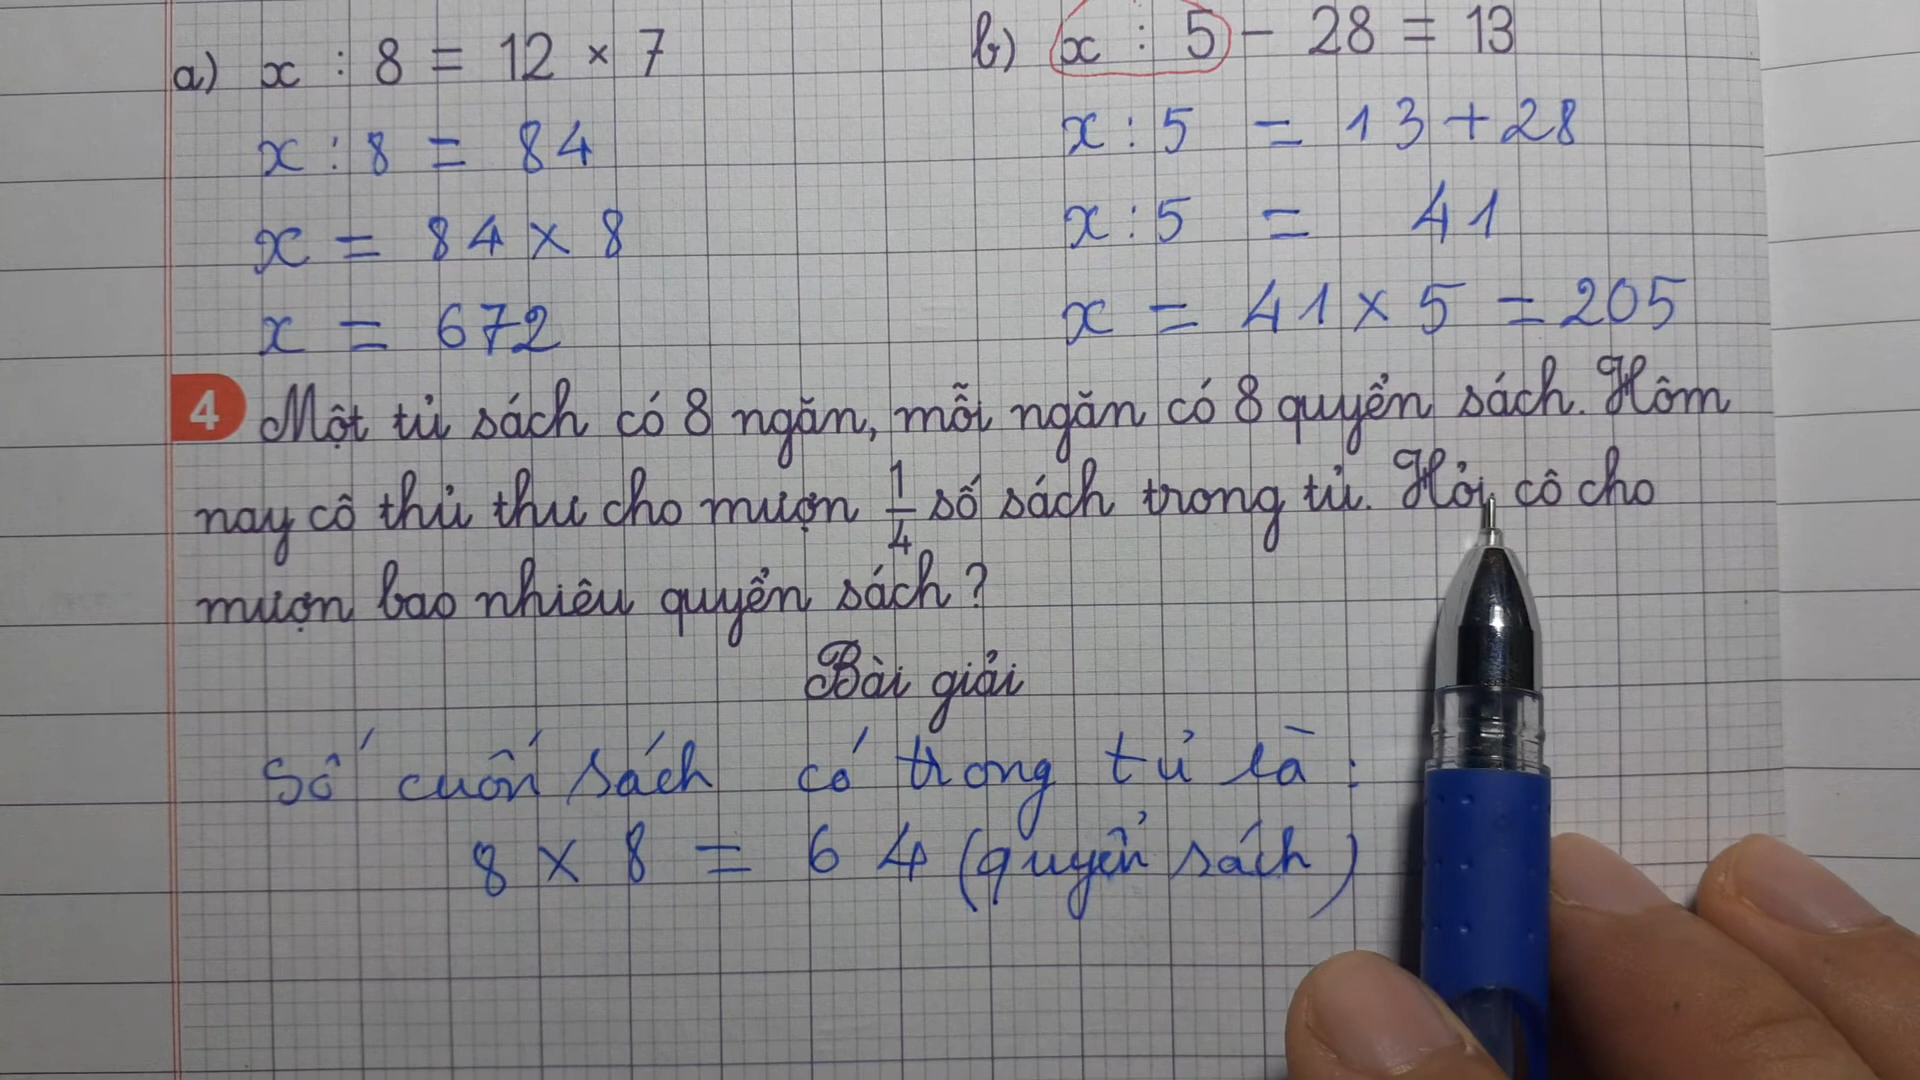 a) x : 8 = 12 × 7
x : 8 = 84
x = 84 × 8
x = 672
b) x : 5 - 28 = 13
x : 5 = 13 + 28
x : 5 = 41
x = 41 × 5 = 205
4 Một tủ sách có 8 ngăn, mỗi ngăn có 8 quyển sách. Hôm
nay cô thủ thư cho mượn 1/4 số sách trong tủ. Hỏi cô cho
mượn bao nhiêu quyển sách?
Bài giải
Số cuốn sách có trong tủ là :
8 × 8 = 64 (quyển sách)